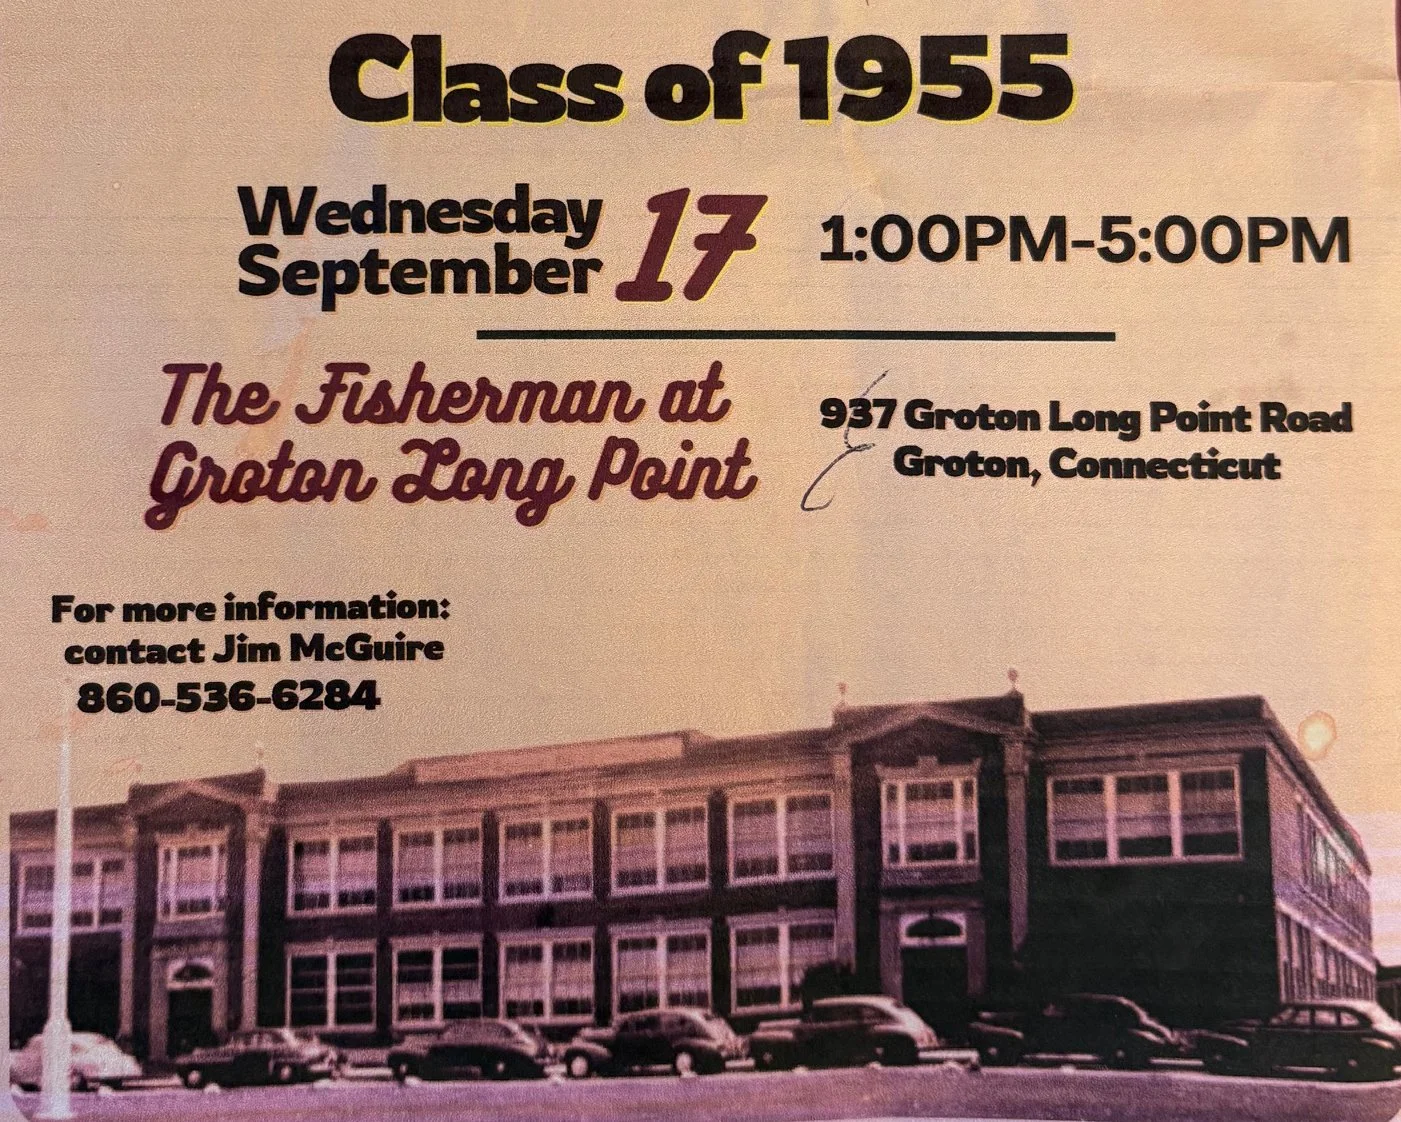 Class of 1955
Wednesday
September 17
1:00PM-5:00PM
The Fisherman at
Groton Long Point
937 Groton Long Point Road
Groton, Connecticut
For more information:
contact Jim McGuire
860-536-6284